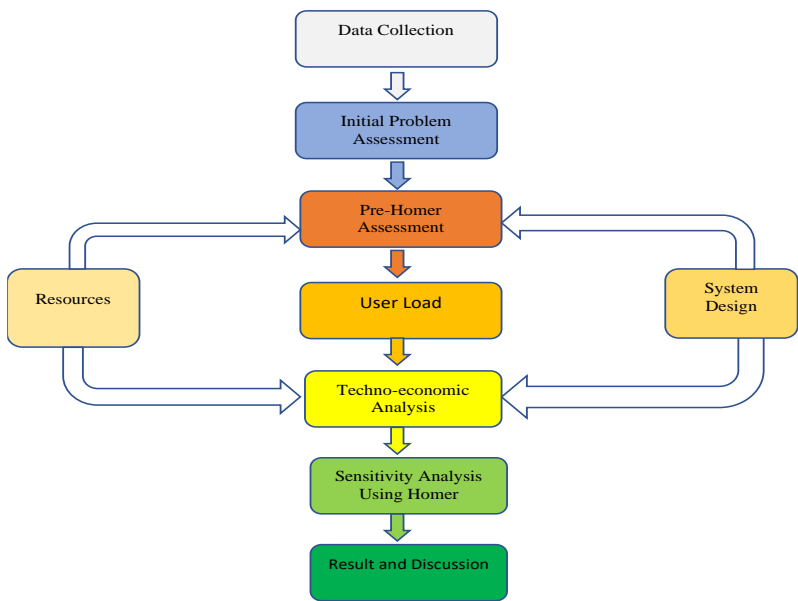 Data Collection
Initial Problem
Assessment
Pre-Homer
Assessment
Resources
User Load
System
Design
Techno-economic
Analysis
Sensitivity Analysis
Using Homer
Result and Discussion